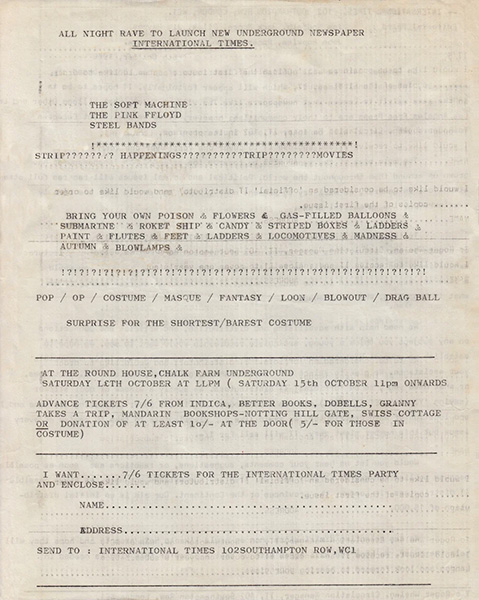 ALL NIGHT RAVE TO LAUNCH NEW UNDERGROUND NEWSPAPER
INTERNATIONAL TIMES.
THE SOFT MACHINE
THE PINK FFLOYD
STEEL BANDS
!*************************************!
STRIP???????? HAPPENINGS??????????TRIP????????MOVIES
BRING YOUR OWN POISON & FLOWERS & GAS-FILLED BALLOONS &
SUBMARINE & ROKET SHIP & CANDY & STRIPED BOXES & LADDERS &
PAINT & FLUTES & FEET & LADDERS & LOCOMOTIVES & MADNESS &
AUTUMN & BLOWLAMPS &
!?!?!?!?!?!?!?!?!?!?!?!?!?!?!?!?!?!?!?!?!?!?!?!?!?!?!?!?!?!
POP / OP / COSTUME / MASQUE / FANTASY / LOON / BLOWOUT / DRAG BALL
SURPRISE FOR THE SHORTEST/BAREST COSTUME
AT THE ROUND HOUSE,CHALK FARM UNDERGROUND
SATURDAY L£TH OCTOBER AT LLPM ( SATURDAY 15th OCTOBER 11pm ONWARDS
ADVANCE TICKETS 7/6 FROM INDICA, BETTER BOOKS, DOBELLS, GRANNY
TAKES A TRIP, MANDARIN BOOKSHOPS-NOTTING HILL GATE, SWISS COTTAGE
OR DONATION OF AT LEAST 10/- AT THE DOOR( 5/- FOR THOSE IN
COSTUME)
I WANT.......7/6 TICKETS FOR THE INTERNATIONAL TIMES PARTY
AND ENCLOSE.......
NAME...........................................
ADDRESS........................................
SEND TO : INTERNATIONAL TIMES 102SOUTHAMPTON ROW,WC1